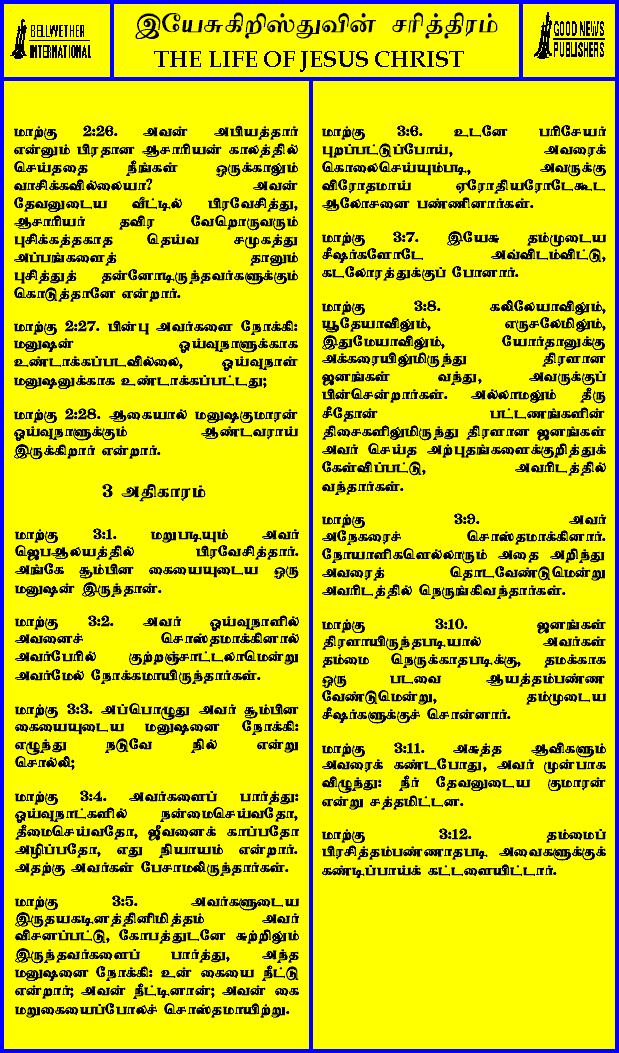 BELLWETHER
INTERNATIONAL
இயேசுகிறிஸ்துவின் சரித்திரம்
THE LIFE OF JESUS CHRIST
GOOD NEWS
PUBLISHERS
மாற்கு 2:26. அவன் அபியத்தார்
என்னும் பிரதான ஆசாரியன் காலத்தில்
செய்ததை நீங்கள் ஒருக்காலும்
வாசிக்கவில்லையா? அவன்
தேவனுடைய வீட்டில் பிரவேசித்து,
ஆசாரியர் தவிர வேறொருவரும்
புசிக்கத்தகாத தெய்வ சமுகத்து
அப்பங்களைத் தானும்
புசித்துத் தன்னோடிருந்தவர்களுக்கும்
கொடுத்தானே என்றார்.
மாற்கு 2:27. பின்பு அவர்களை நோக்கி:
மனுஷன் ஓய்வுநாளுக்காக
உண்டாக்கப்படவில்லை, ஓய்வுநாள்
மனுஷனுக்காக உண்டாக்கப்பட்டது;
மாற்கு 2:28. ஆகையால் மனுஷகுமாரன்
ஓய்வுநாளுக்கும் ஆண்டவராய்
இருக்கிறார் என்றார்.
3 அதிகாரம்
மாற்கு 3:1. மறுபடியும் அவர்
ஜெபஆலயத்தில் பிரவேசித்தார்.
அங்கே சூம்பின கையையுடைய ஒரு
மனுஷன் இருந்தான்.
மாற்கு 3:2. அவர் ஓய்வுநாளில்
அவனைச் சொஸ்தமாக்கினால்
அவர்பேரில் குற்றஞ்சாட்டலாமென்று
அவர்மேல் நோக்கமாயிருந்தார்கள்.
மாற்கு 3:3. அப்பொழுது அவர் சூம்பின
கையையுடைய மனுஷனை நோக்கி:
எழுந்து நடுவே நில் என்று
சொல்லி;
மாற்கு 3:4. அவர்களைப் பார்த்து:
ஓய்வுநாட்களில் நன்மைசெய்வதோ,
தீமைசெய்வதோ, ஜீவனைக் காப்பதோ
அழிப்பதோ, எது நியாயம் என்றார்.
அதற்கு அவர்கள் பேசாமலிருந்தார்கள்.
மாற்கு 3:5. அவர்களுடைய
இருதயகடினத்தினிமித்தம் அவர்
விசனப்பட்டு, கோபத்துடனே சுற்றிலும்
இருந்தவர்களைப் பார்த்து, அந்த
மனுஷனை நோக்கி: உன் கையை நீட்டு
என்றார்; அவன் நீட்டினான்; அவன் கை
மறுகையைப்போலச் சொஸ்தமாயிற்று.
மாற்கு 3:6. உடனே பரிசேயர்
புறப்பட்டுப்போய், அவரைக்
கொலைசெய்யும்படி, அவருக்கு
விரோதமாய் ஏரோதியரோடேகூட
ஆலோசனை பண்ணினார்கள்.
மாற்கு 3:7. இயேசு தம்முடைய
சீஷர்களோடே அவ்விடம்விட்டு,
கடலோரத்துக்குப் போனார்.
மாற்கு 3:8. கலிலேயாவிலும்,
யூதேயாவிலும், எருசலேமிலும்,
இதுமேயாவிலும், யோர்தானுக்கு
அக்கரையிலுமிருந்து திரளான
ஜனங்கள் வந்து, அவருக்குப்
பின்சென்றார்கள். அல்லாமலும் தீரு
சீதோன் பட்டணங்களின்
திசைகளிலுமிருந்து திரளான ஜனங்கள்
அவர் செய்த அற்புதங்களைக்குறித்துக்
கேள்விப்பட்டு, அவரிடத்தில்
வந்தார்கள்.
மாற்கு 3:9. அவர்
அநேகரைச் சொஸ்தமாக்கினார்.
நோயாளிகளெல்லாரும் அதை அறிந்து
அவரைத் தொடவேண்டுமென்று
அவரிடத்தில் நெருங்கிவந்தார்கள்.
மாற்கு 3:10. ஜனங்கள்
திரளாயிருந்தபடியால் அவர்கள்
தம்மை நெருக்காதபடிக்கு, தமக்காக
ஒரு படவை ஆயத்தம்பண்ண
வேண்டுமென்று, தம்முடைய
சீஷர்களுக்குச் சொன்னார்.
மாற்கு 3:11. அசுத்த ஆவிகளும்
அவரைக் கண்டபோது, அவர் முன்பாக
விழுந்து: நீர் தேவனுடைய குமாரன்
என்று சத்தமிட்டன.
மாற்கு 3:12. தம்மைப்
பிரசித்தம்பண்ணாதபடி அவைகளுக்குக்
கண்டிப்பாய்க் கட்டளையிட்டார்.